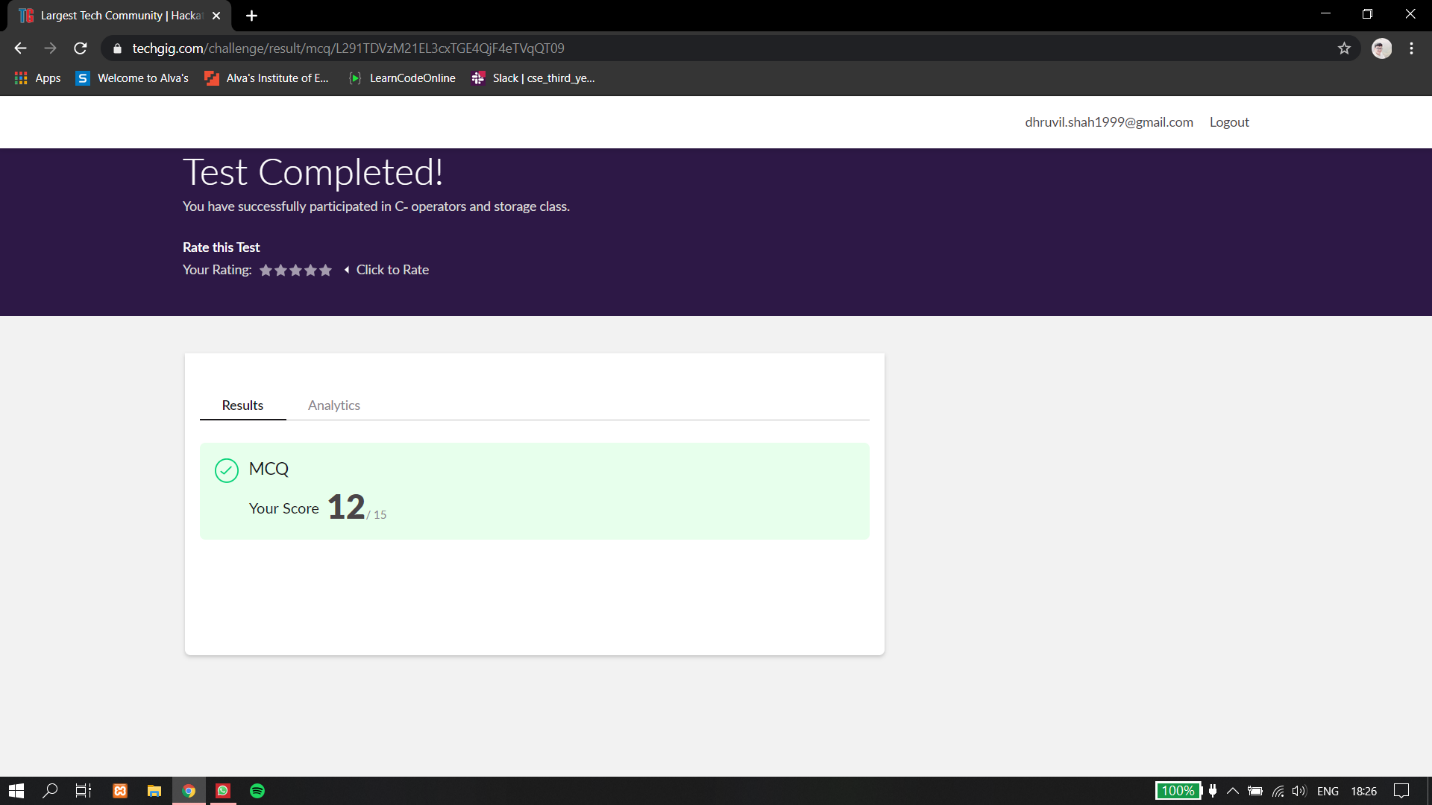 Largest Tech Community | Hacka
techgig.com/challenge/result/mcq/L291TDVzM21EL3cxTGE4QjF4eTVqQT09
Apps Welcome to Alva's Alva's Institute of E... LearnCodeOnline Slack | cse_third_ye...
dhruvil.shah1999@gmail.com Logout
Test Completed!
You have successfully participated in C- operators and storage class.
Rate this Test
Your Rating: Click to Rate
Results Analytics
MCQ
Your Score 12 / 15
100% ENG 18:26